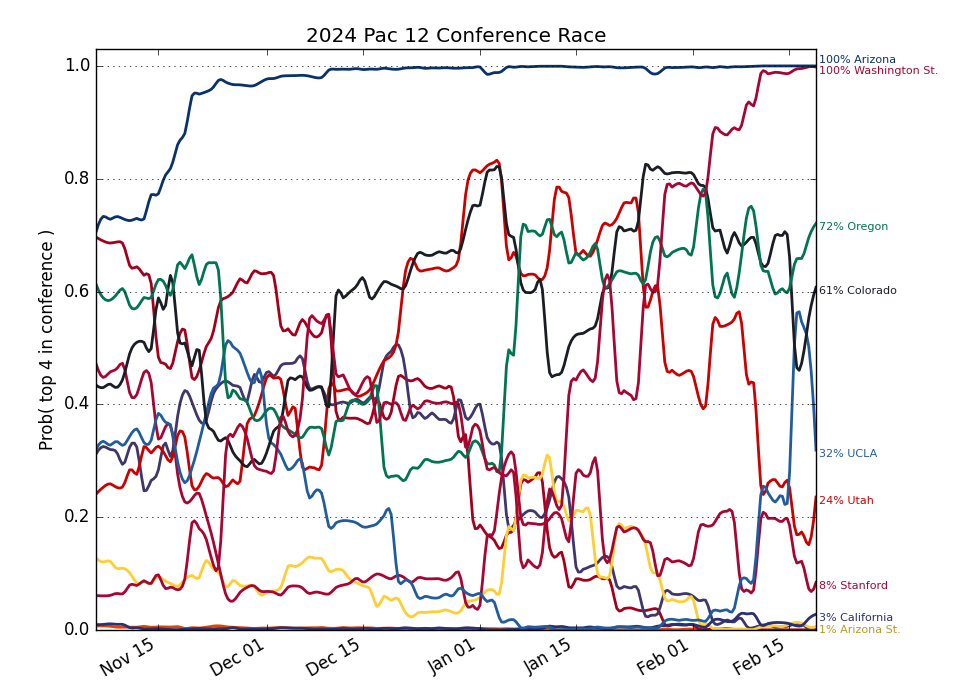 2024 Pac 12 Conference Race
Prob( top 4 in conference )
1.0
0.8
0.6
0.4
0.2
0.0
Nov 15
Dec 01
Dec 15
Jan 01
Jan 15
Feb 01
Feb 15
100% Arizona
100% Washington St.
72% Oregon
61% Colorado
32% UCLA
24% Utah
8% Stanford
3% California
1% Arizona St.